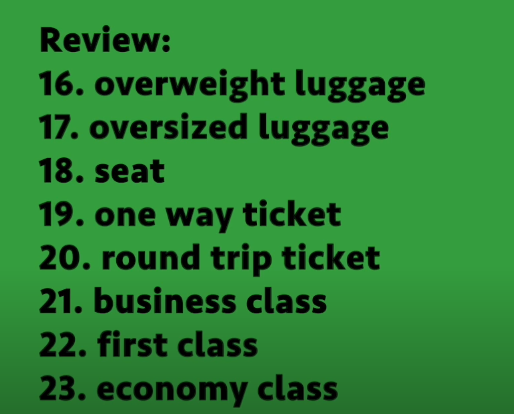 Review:
16. overweight luggage
17. oversized luggage
18. seat
19. one way ticket
20. round trip ticket
21. business class
22. first class
23. economy class